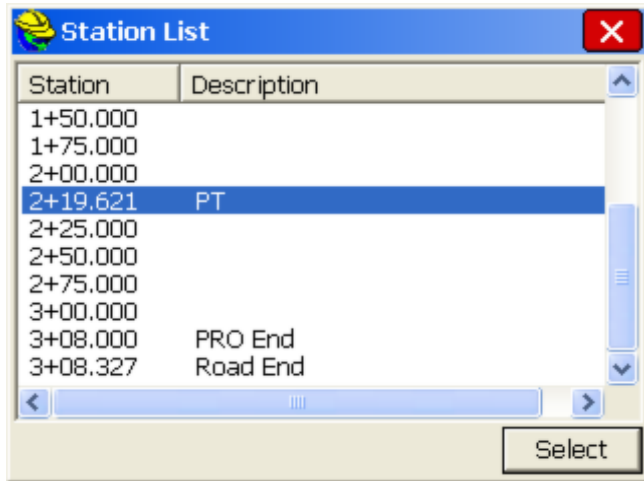 Station List
Station Description
1+50.000
1+75.000
2+00.000
2+19.621 PT
2+25.000
2+50.000
2+75.000
3+00.000
3+08.000 PRO End
3+08.327 Road End
Select